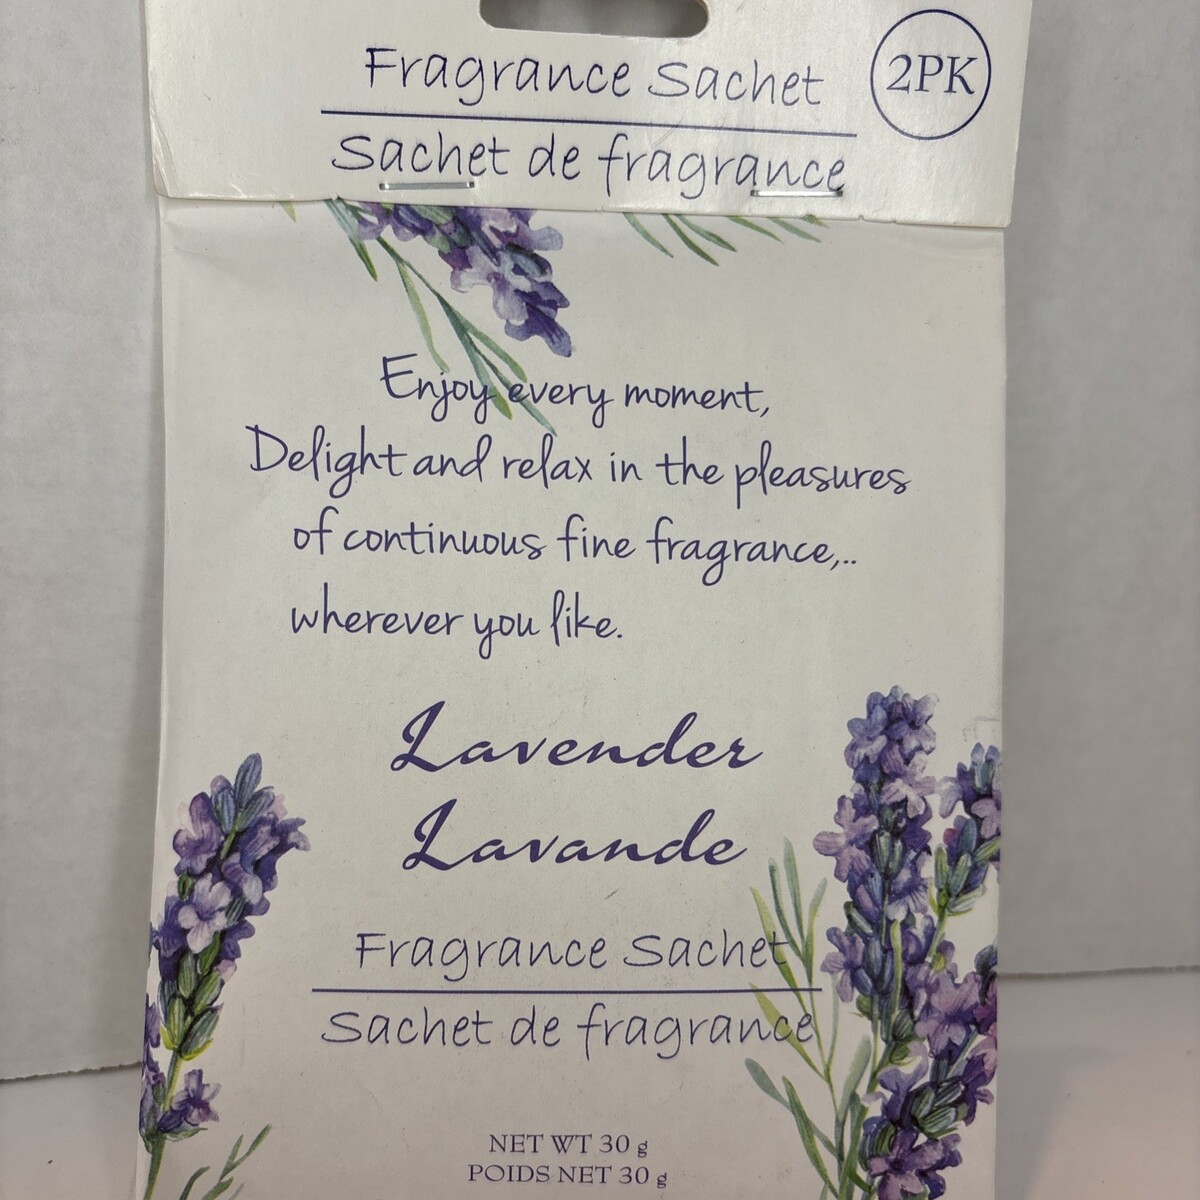 Fragrance Sachet
2PK
Sachet de fragrance
Enjoy every moment,
Delight and relax in the pleasures
of continuous fine fragrance,..
wherever you like.
Lavender
Lavande
Fragrance Sachet
Sachet de fragrance
NET WT 30 g
POIDS NET 30 g